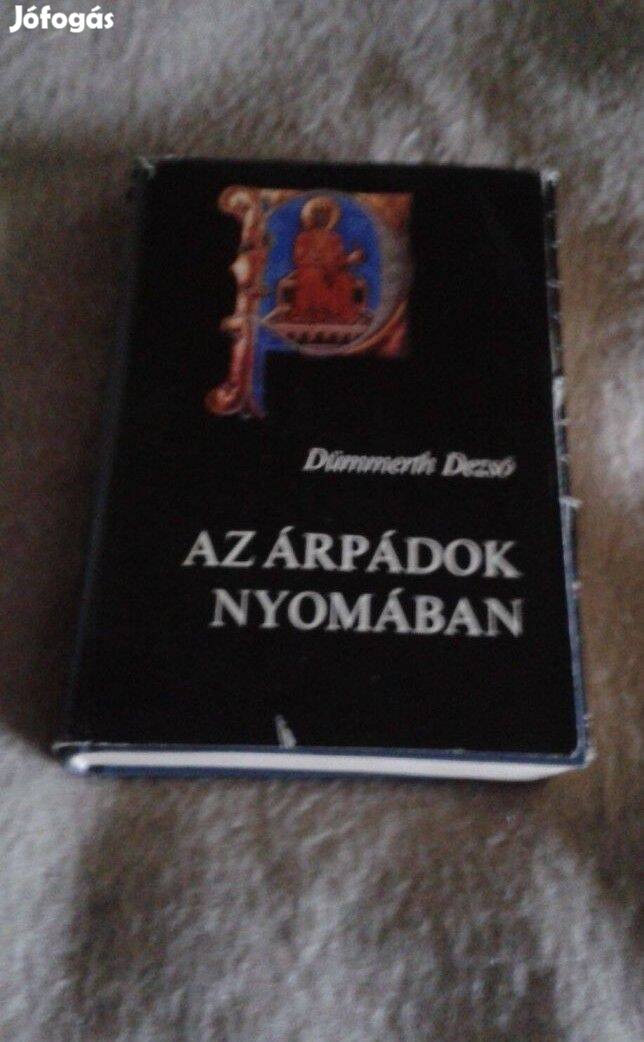 Jófogás
Dümmerth Dezső
AZ ÁRPÁDOK
NYOMÁBAN